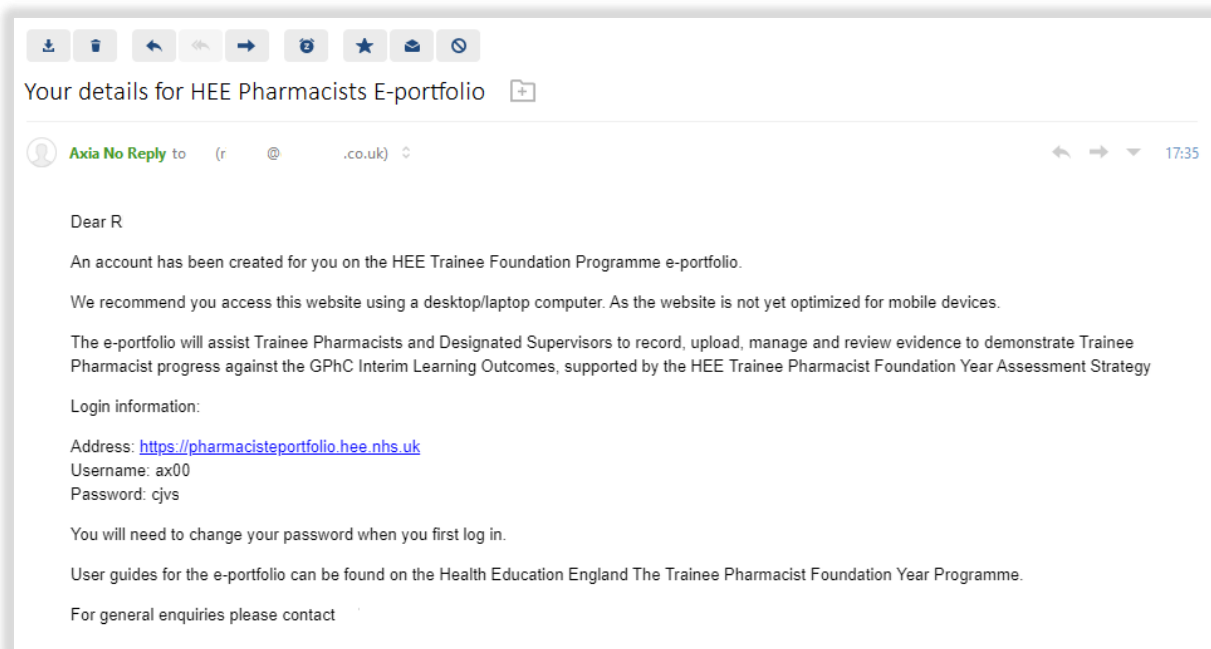 Your details for HEE Pharmacists E-portfolio
Axia No Reply to (r @ .co.uk) 17:35
Dear R
An account has been created for you on the HEE Trainee Foundation Programme e-portfolio.
We recommend you access this website using a desktop/laptop computer. As the website is not yet optimized for mobile devices.
The e-portfolio will assist Trainee Pharmacists and Designated Supervisors to record, upload, manage and review evidence to demonstrate Trainee
Pharmacist progress against the GPhC Interim Learning Outcomes, supported by the HEE Trainee Pharmacist Foundation Year Assessment Strategy
Login information:
Address: https://pharmacisteportfolio.hee.nhs.uk
Username: ax00
Password: cjvs
You will need to change your password when you first log in.
User guides for the e-portfolio can be found on the Health Education England The Trainee Pharmacist Foundation Year Programme.
For general enquiries please contact